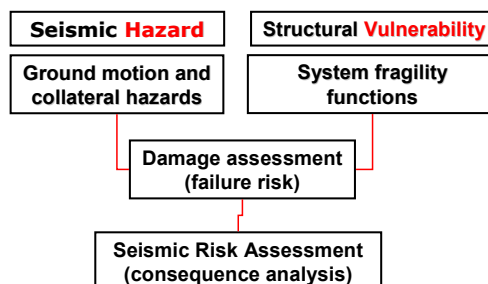 Seismic Hazard
Structural Vulnerability
Ground motion and
collateral hazards
System fragility
functions
Damage assessment
(failure risk)
Seismic Risk Assessment
(consequence analysis)